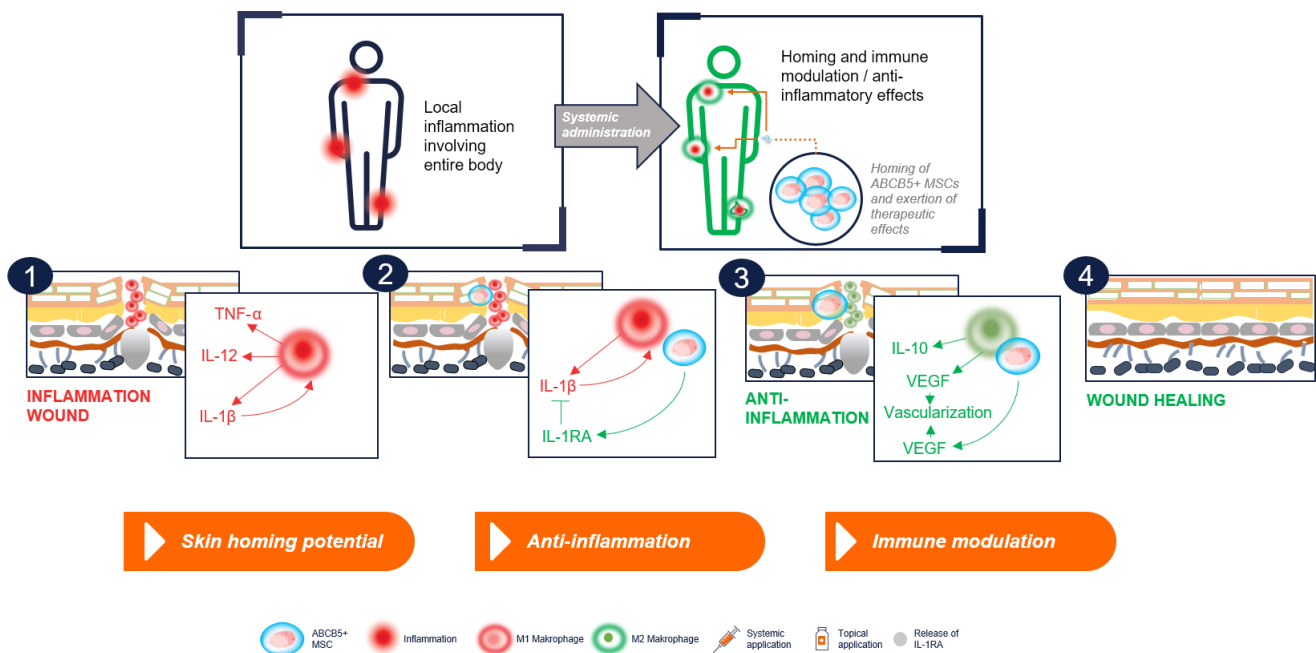 Local
inflammation
involving
entire body
Systemic
administration
Homing and immune
modulation / anti-
inflammatory effects
Homing of
ABCB5+ MSCs
and exertion of
therapeutic
effects
1
INFLAMMATION
WOUND
TNF-α
IL-12
IL-1β
2
IL-1β
IL-1RA
3
ANTI-
INFLAMMATION
IL-10
VEGF
Vascularization
VEGF
4
WOUND HEALING
Skin homing potential
Anti-inflammation
Immune modulation
ABCB5+
MSC
Inflammation
M1 Makrophage
M2 Makrophage
Systemic
application
Topical
application
Release of
IL-1RA